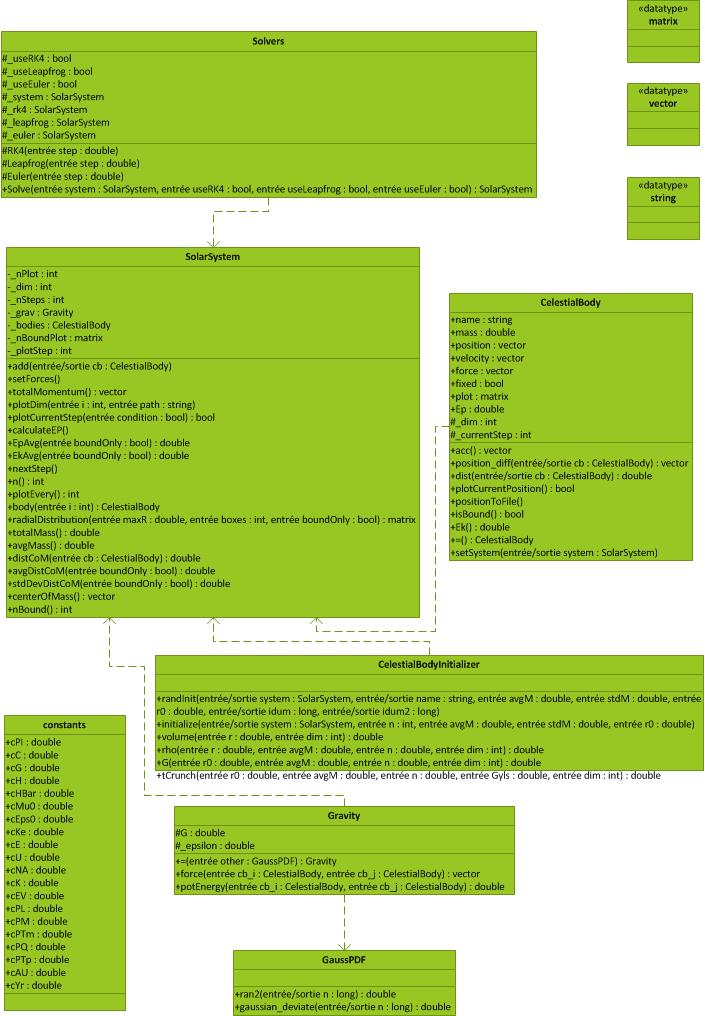 Solvers
#_useRK4 : bool
#_useLeapfrog : bool
#_useEuler : bool
#_system : SolarSystem
#_rk4 : SolarSystem
#_leapfrog : SolarSystem
#_euler : SolarSystem
#RK4(entrée step : double)
#Leapfrog(entrée step : double)
#Euler(entrée step : double)
+Solve(entrée system : SolarSystem, entrée useRK4 : bool, entrée useLeapfrog : bool, entrée useEuler : bool) : SolarSystem
«datatype»
matrix
«datatype»
vector
«datatype»
string
SolarSystem
-_nPlot : int
-_dim : int
-_nSteps : int
-_grav : Gravity
-_bodies : CelestialBody
-_nBoundPlot : matrix
-_plotStep : int
+add(entrée/sortie cb : CelestialBody)
+setForces()
+totalMomentum() : vector
+plotDim(entrée i : int, entrée path : string)
+plotCurrentStep(entrée condition : bool) : bool
+calculateEP()
+EpAvg(entrée boundOnly : bool) : double
+EkAvg(entrée boundOnly : bool) : double
+nextStep()
+n() : int
+plotEvery() : int
+body(entrée i : int) : CelestialBody
+radialDistribution(entrée maxR : double, entrée boxes : int, entrée boundOnly : bool) : matrix
+totalMass() : double
+avgMass() : double
+distCoM(entrée cb : CelestialBody) : double
+avgDistCoM(entrée boundOnly : bool) : double
+stdDevDistCoM(entrée boundOnly : bool) : double
+centerOfMass() : vector
+nBound() : int
CelestialBody
+name : string
+mass : double
+position : vector
+velocity : vector
+force : vector
+fixed : bool
+plot : matrix
+Ep : double
#_dim : int
#_currentStep : int
+acc() : vector
+position_diff(entrée/sortie cb : CelestialBody) : vector
+dist(entrée/sortie cb : CelestialBody) : double
+plotCurrentPosition() : bool
+positionToFile()
+isBound() : bool
+Ek() : double
+=() : CelestialBody
+setSystem(entrée/sortie system : SolarSystem)
CelestialBodyInitializer
+randInit(entrée/sortie system : SolarSystem, entrée/sortie name : string, entrée avgM : double, entrée stdM : double, entrée
r0 : double, entrée/sortie idum : long, entrée/sortie idum2 : long)
+initialize(entrée/sortie system : SolarSystem, entrée n : int, entrée avgM : double, entrée stdM : double, entrée r0 : double)
+volume(entrée r : double, entrée dim : int) : double
+rho(entrée r : double, entrée avgM : double, entrée n : double, entrée dim : int) : double
+G(entrée r0 : double, entrée avgM : double, entrée n : double, entrée dim : int) : double
+tCrunch(entrée r0 : double, entrée avgM : double, entrée n : double, entrée Gyls : double, entrée dim : int) : double
constants
+cPI : double
+cC : double
+cG : double
+cH : double
+cHBar : double
+cMu0 : double
+cEps0 : double
+cKe : double
+cE : double
+cU : double
+cNA : double
+cK : double
+cEV : double
+cPL : double
+cPM : double
+cPTm : double
+cPQ : double
+cPTp : double
+cAU : double
+cYr : double
Gravity
#G : double
#_epsilon : double
+=(entrée other : GaussPDF) : Gravity
+force(entrée cb_i : CelestialBody, entrée cb_j : CelestialBody) : vector
+potEnergy(entrée cb_i : CelestialBody, entrée cb_j : CelestialBody) : double
GaussPDF
+ran2(entrée/sortie n : long) : double
+gaussian_deviate(entrée/sortie n : long) : double